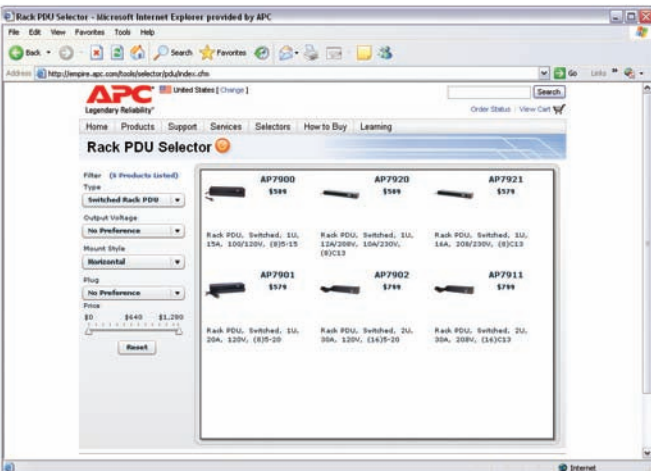 Rack PDU Selector - Microsoft Internet Explorer provided by APC
File Edit View Favorites Tools Help
Back Search Favorites
Address http://empire.apc.com/tools/selector/pdu/index.cfm Go Links
APC United States [ Change ] Search
Legendary Reliability™ Order Status View Cart
Home Products Support Services Selectors How to Buy Learning
Rack PDU Selector
Filter Products Listed)
Type
Switched Rack PDU
Output Voltage
No Preference
Mount Style
Horizontal
Plug
No Preference
Price
$0 $640 $1,280
Reset
AP7900
$589
Rack PDU, Switched, 1U,
15A, 100/120V, (8)5-15
AP7920
$589
Rack PDU, Switched, 1U,
12A/208V, 10A/230V,
(8)C13
AP7921
$579
Rack PDU, Switched, 1U,
16A, 208/230V, (8)C13
AP7901
$579
Rack PDU, Switched, 1U,
20A, 120V, (8)5-20
AP7902
$799
Rack PDU, Switched, 2U,
30A, 120V, (16)5-20
AP7911
$799
Rack PDU, Switched, 2U,
30A, 208V, (16)C13
Internet